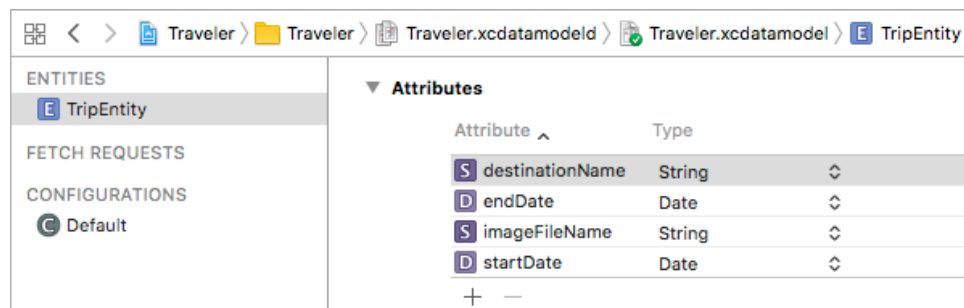 Traveler Traveler Traveler.xcdatamodeld Traveler.xcdatamodel E TripEntity
ENTITIES
E TripEntity
FETCH REQUESTS
CONFIGURATIONS
C Default
Attributes
Attribute Type
S destinationName String
D endDate Date
S imageFileName String
D startDate Date